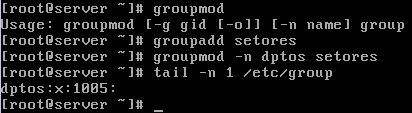 [root@server ~]# groupmod
Usage: groupmod [-g gid [-o]] [-n name] group
[root@server ~]# groupadd setores
[root@server ~]# groupmod -n dptos setores
[root@server ~]# tail -n 1 /etc/group
dptos:x:1005:
[root@server ~]# _